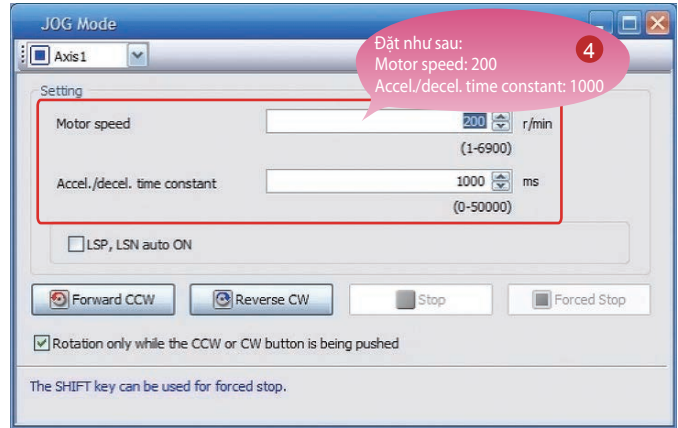 JOG Mode
Axis1
Đặt như sau:
Motor speed: 200
Accel./decel. time constant: 1000
4
Setting
Motor speed
200
r/min
(1-6900)
Accel./decel. time constant
1000
ms
(0-50000)
LSP, LSN auto ON
Forward CCW
Reverse CW
Stop
Forced Stop
Rotation only while the CCW or CW button is being pushed
The SHIFT key can be used for forced stop.